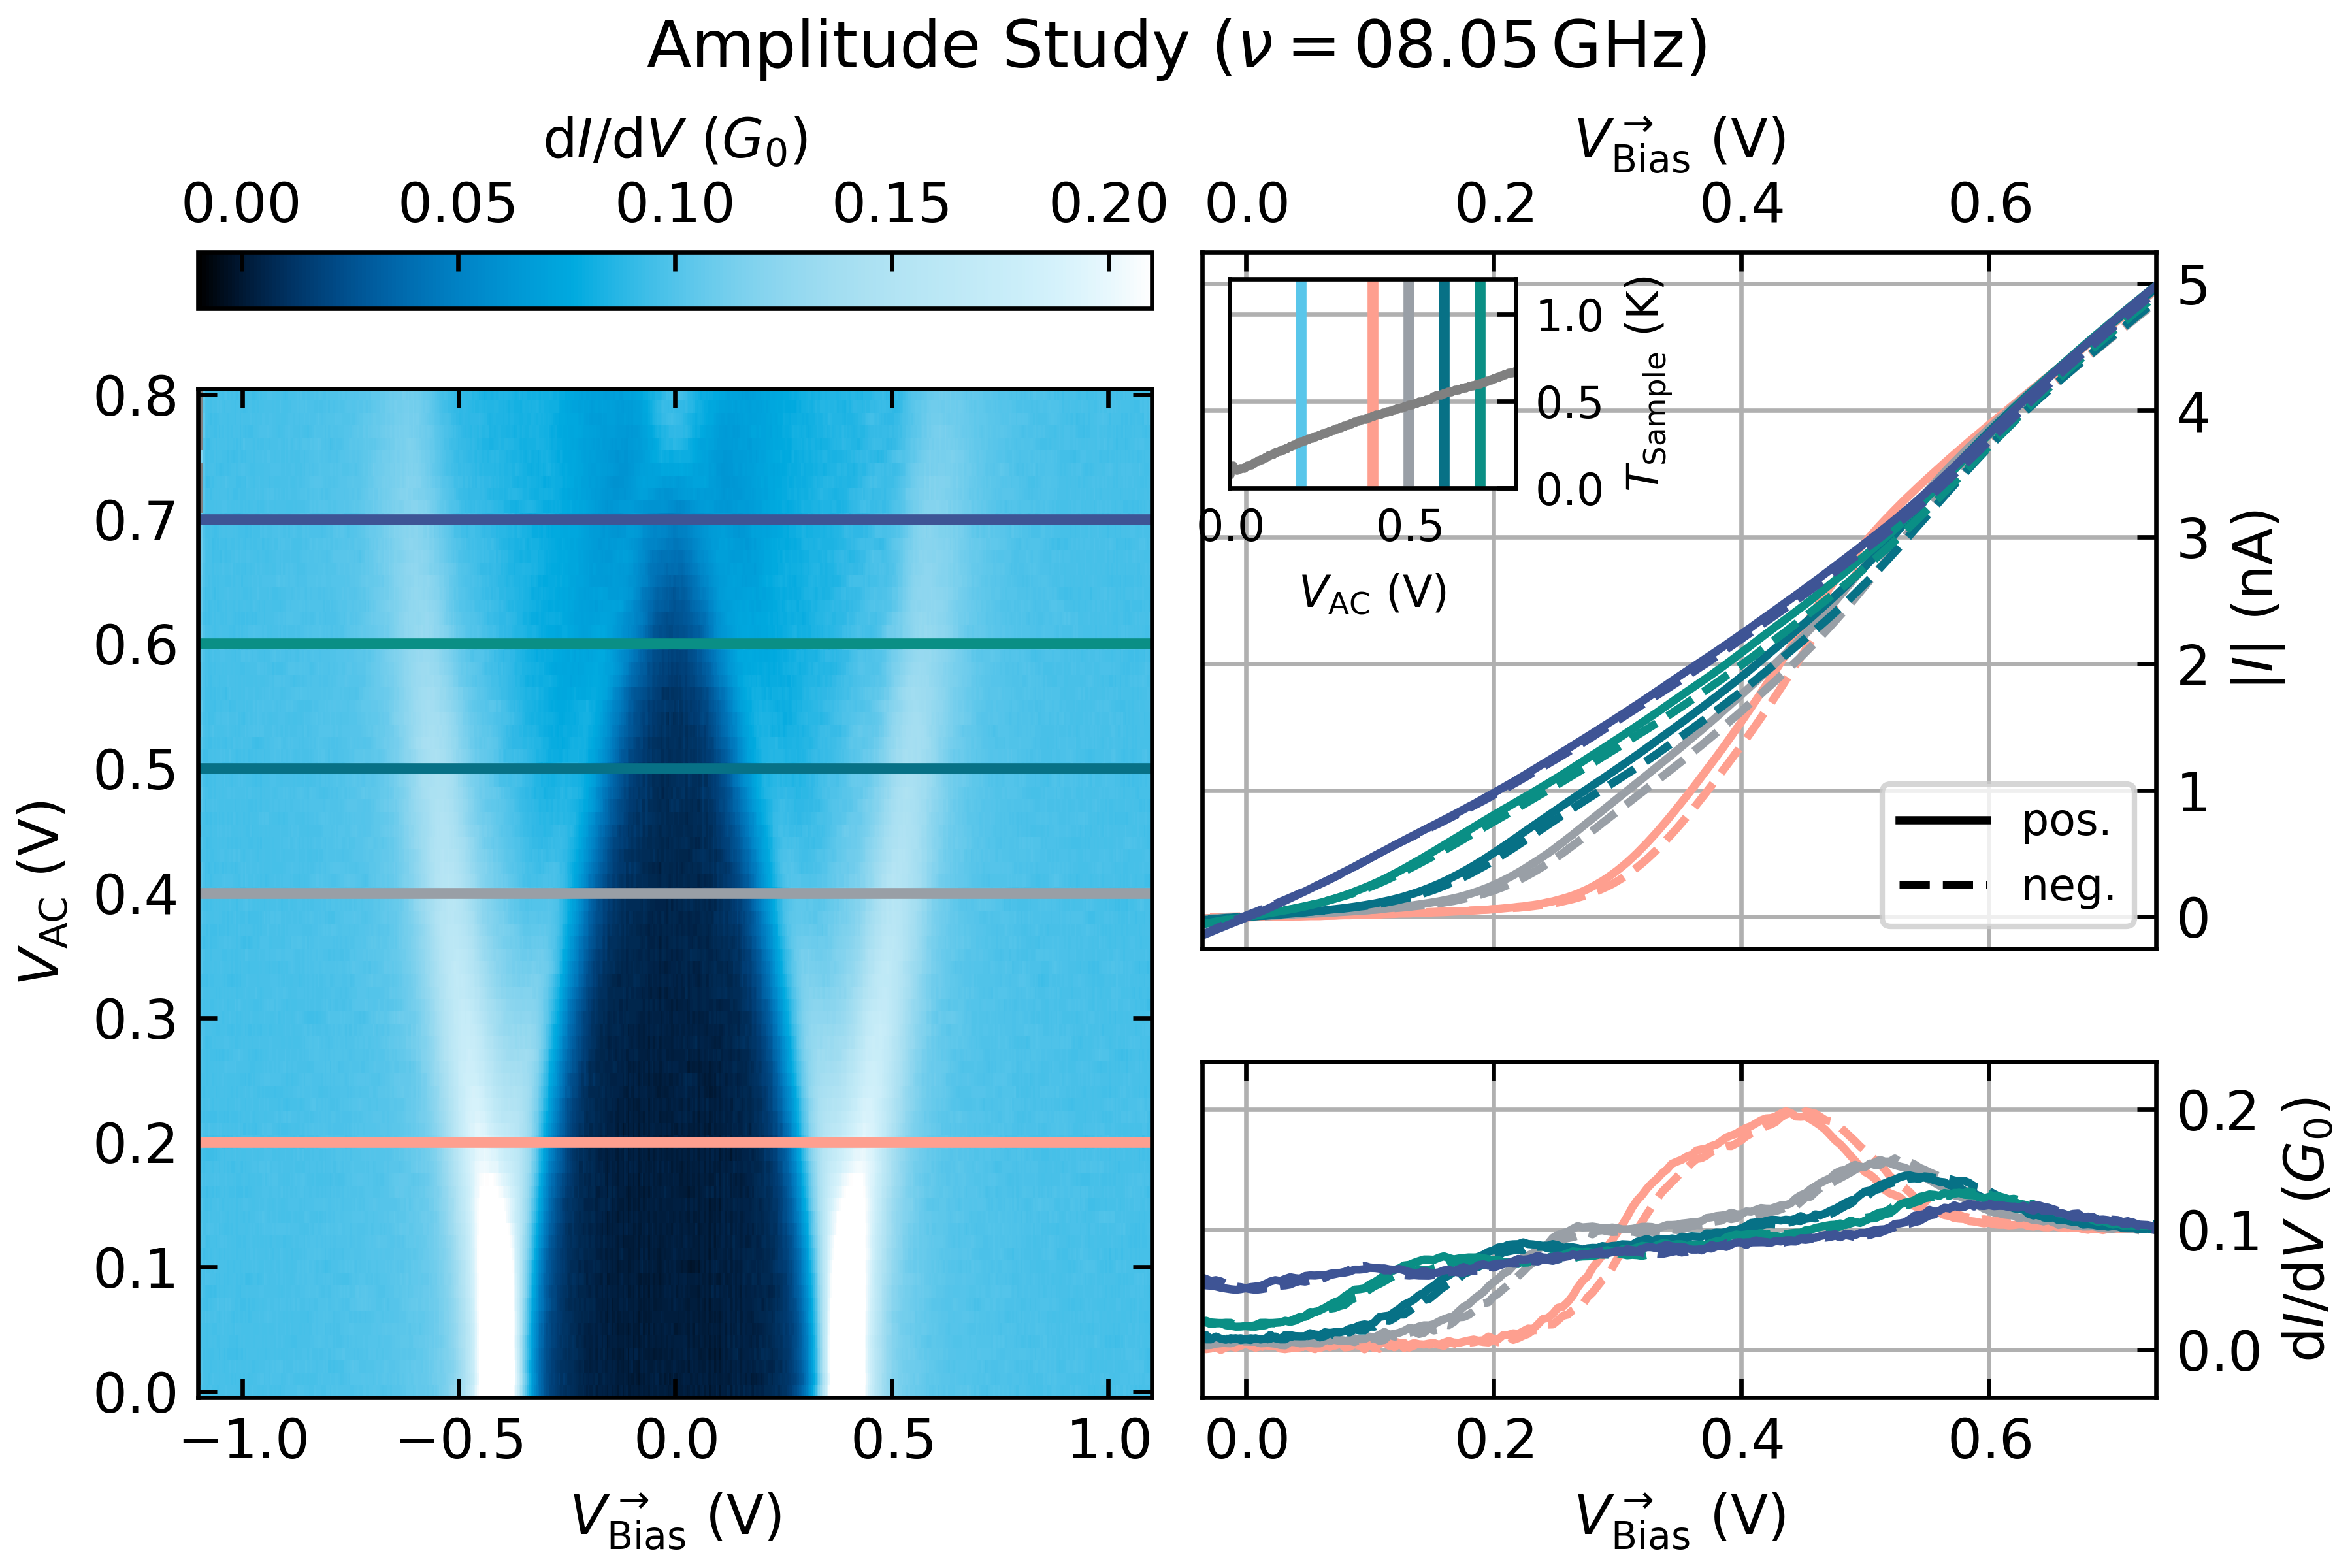 Amplitude Study (ν = 08.05 GHz)
dI/dV (G₀)
0.00 0.05 0.10 0.15 0.20
V_AC (V)
0.8
0.7
0.6
0.5
0.4
0.3
0.2
0.1
0.0
−1.0 −0.5 0.0 0.5 1.0
V→Bias (V)
V→Bias (V)
0.0 0.2 0.4 0.6
1.0
0.5
0.0
T_Sample (K)
0.0 0.5
V_AC (V)
5
4
3
2
1
0
|I| (nA)
pos.
neg.
0.2
0.1
0.0
dI/dV (G₀)
0.0 0.2 0.4 0.6
V→Bias (V)